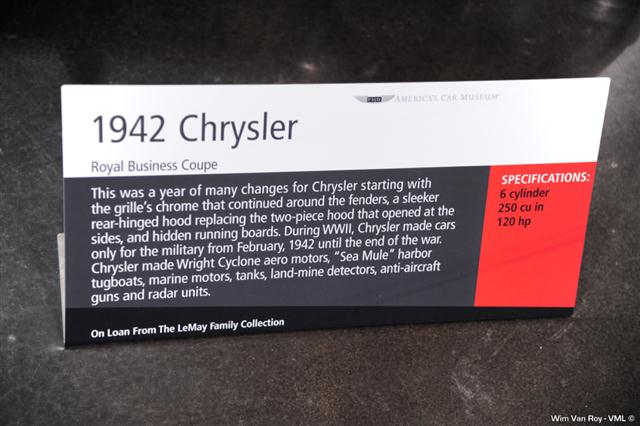 AMERICA'S CAR MUSEUM
1942 Chrysler
Royal Business Coupe
This was a year of many changes for Chrysler starting with
the grille's chrome that continued around the fenders, a sleeker
rear-hinged hood replacing the two-piece hood that opened at the
sides, and hidden running boards. During WWII, Chrysler made cars
only for the military from February, 1942 until the end of the war.
Chrysler made Wright Cyclone aero motors, "Sea Mule" harbor
tugboats, marine motors, tanks, land-mine detectors, anti-aircraft
guns and radar units.
SPECIFICATIONS:
6 cylinder
250 cu in
120 hp
On Loan From The LeMay Family Collection
Wim Van Roy - VML ©